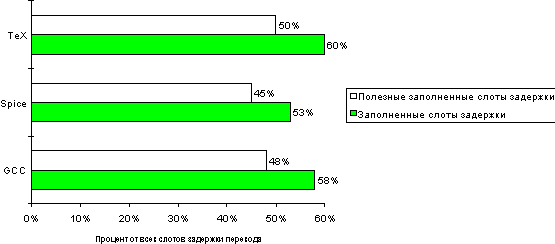 TeX
50%
60%
Spice
45%
53%
GCC
48%
58%
0% 10% 20% 30% 40% 50% 60%
Процент от всех слотов задержки перехода
Полезные заполненные слоты задержки
Заполненные слоты задержки